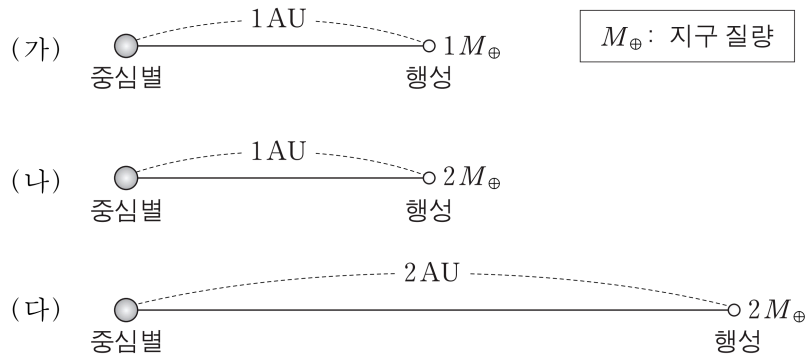 1AU
(가) 1M⊕
중심별 행성
M⊕: 지구 질량
1AU
(나) 2M⊕
중심별 행성
2AU
(다) 2M⊕
중심별 행성